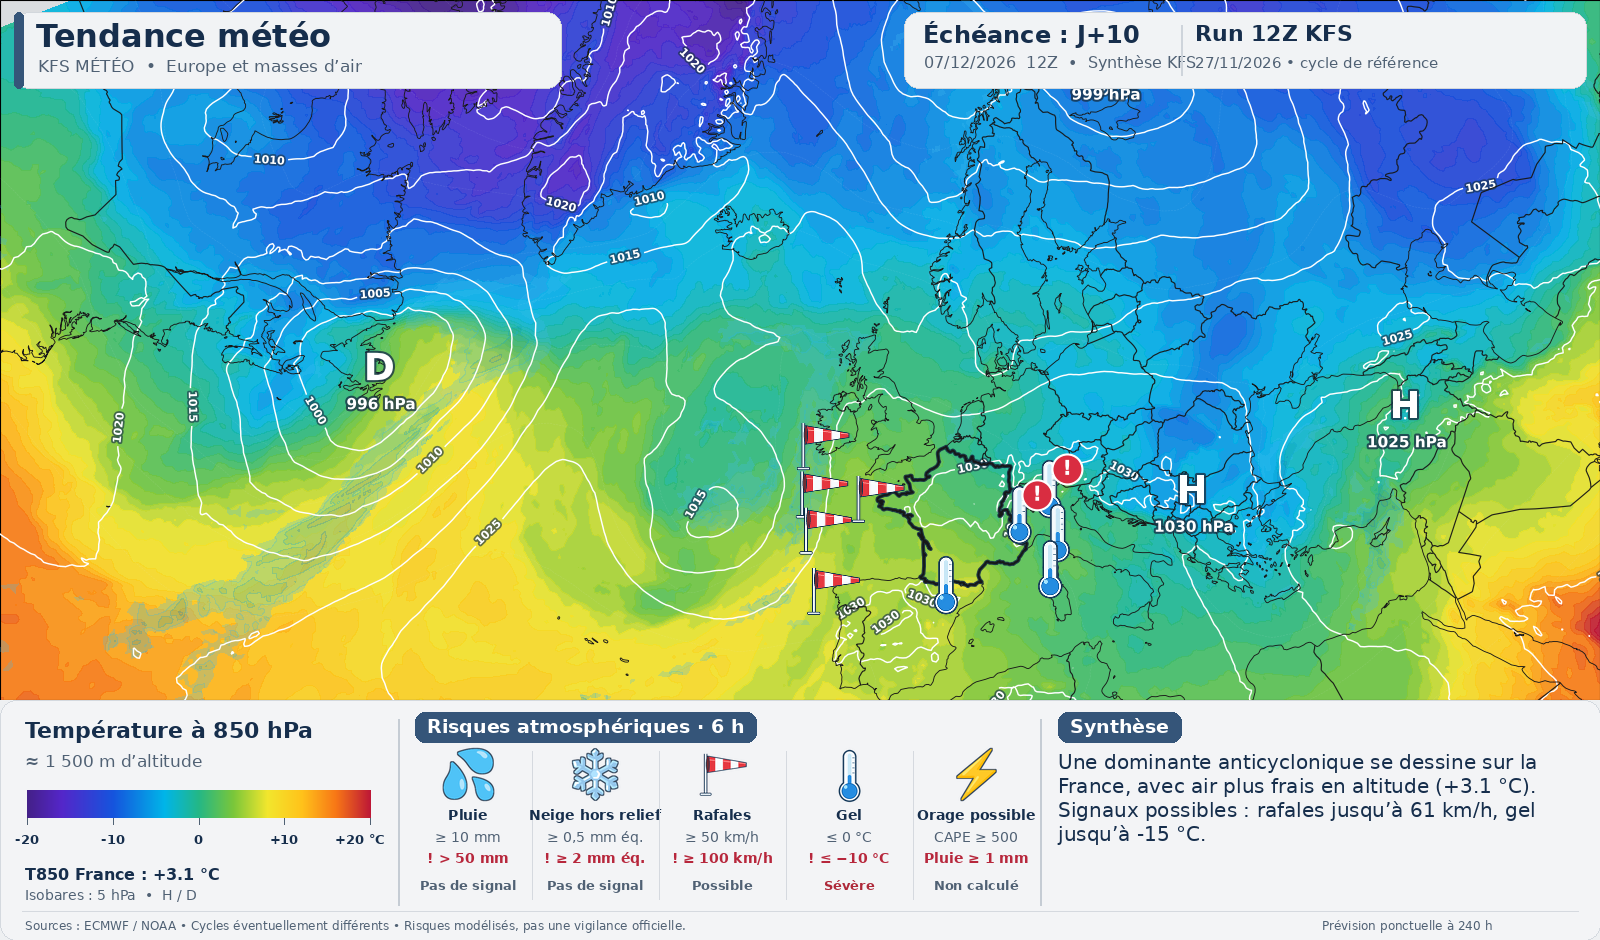 Tendance météo
KFS MÉTÉO • Europe et masses d’air
Échéance : J+10
07/12/2026 12Z • Synthèse KFS
Run 12Z KFS
27/11/2026 • cycle de référence
1010
1020
999 hPa
1010
1020
1010
1025
1015
1005
1025
D
996 hPa
1000
1020
1015
1010
1025
1015
H
1025 hPa
1030
1030
H
1030 hPa
1030
1030
1030
Température à 850 hPa
≈ 1 500 m d’altitude
-20 -10 0 +10 +20 °C
T850 France : +3.1 °C
Isobares : 5 hPa • H / D
Risques atmosphériques · 6 h
Pluie
≥ 10 mm
! > 50 mm
Pas de signal
Neige hors relief
≥ 0,5 mm éq.
! ≥ 2 mm éq.
Pas de signal
Rafales
≥ 50 km/h
! ≥ 100 km/h
Possible
Gel
≤ 0 °C
! ≤ −10 °C
Sévère
Orage possible
CAPE ≥ 500
Pluie ≥ 1 mm
Non calculé
Synthèse
Une dominante anticyclonique se dessine sur la
France, avec air plus frais en altitude (+3.1 °C).
Signaux possibles : rafales jusqu’à 61 km/h, gel
jusqu’à -15 °C.
Sources : ECMWF / NOAA • Cycles éventuellement différents • Risques modélisés, pas une vigilance officielle.
Prévision ponctuelle à 240 h